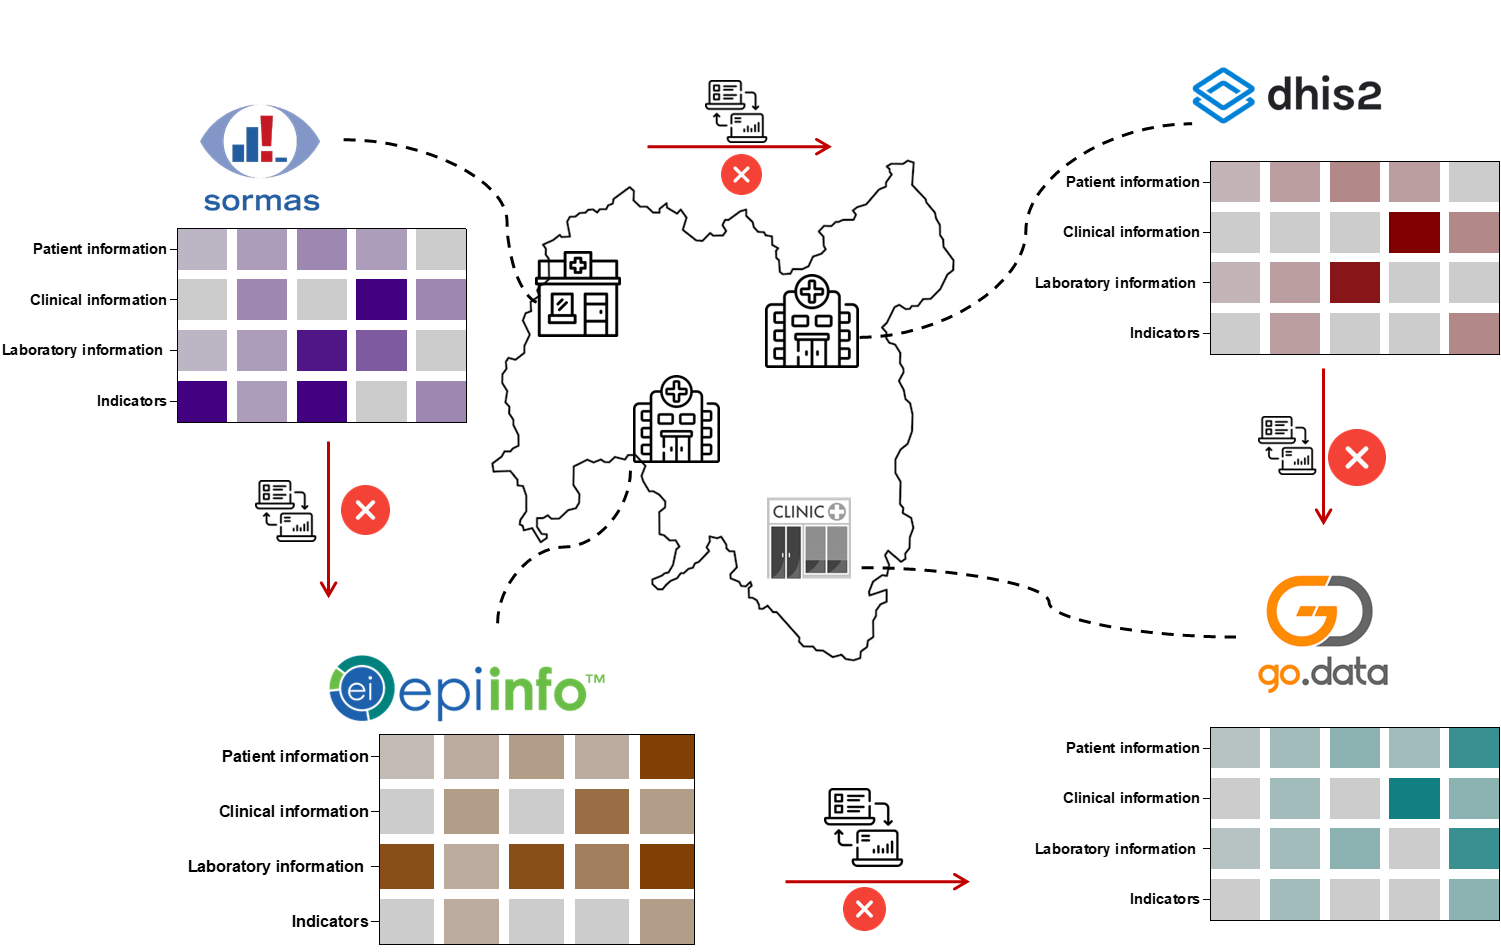 dhis2
sormas
Patient information
Clinical information
Laboratory information
Indicators
Patient information
Clinical information
Laboratory information
Indicators
CLINIC
go.data
ei epiinfo™
Patient information
Clinical information
Laboratory information
Indicators
Patient information
Clinical information
Laboratory information
Indicators